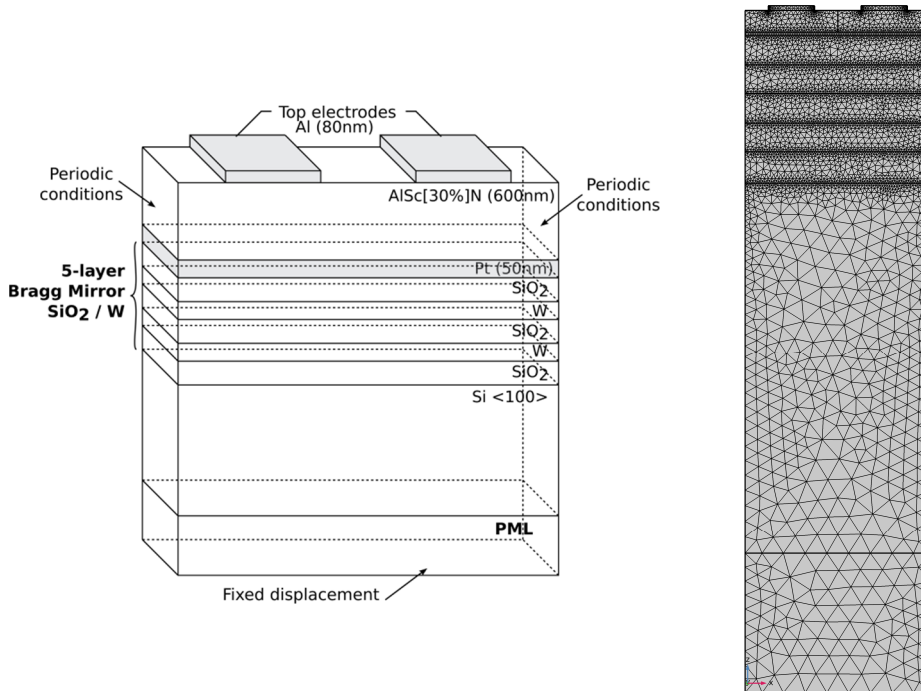 Top electrodes
Al (80nm)
Periodic
conditions
AlSc[30%]N (600nm)
Periodic
conditions
Pt (50nm)
5-layer
Bragg Mirror
SiO2 / W
SiO2
W
SiO2
W
SiO2
Si <100>
PML
Fixed displacement
z
x